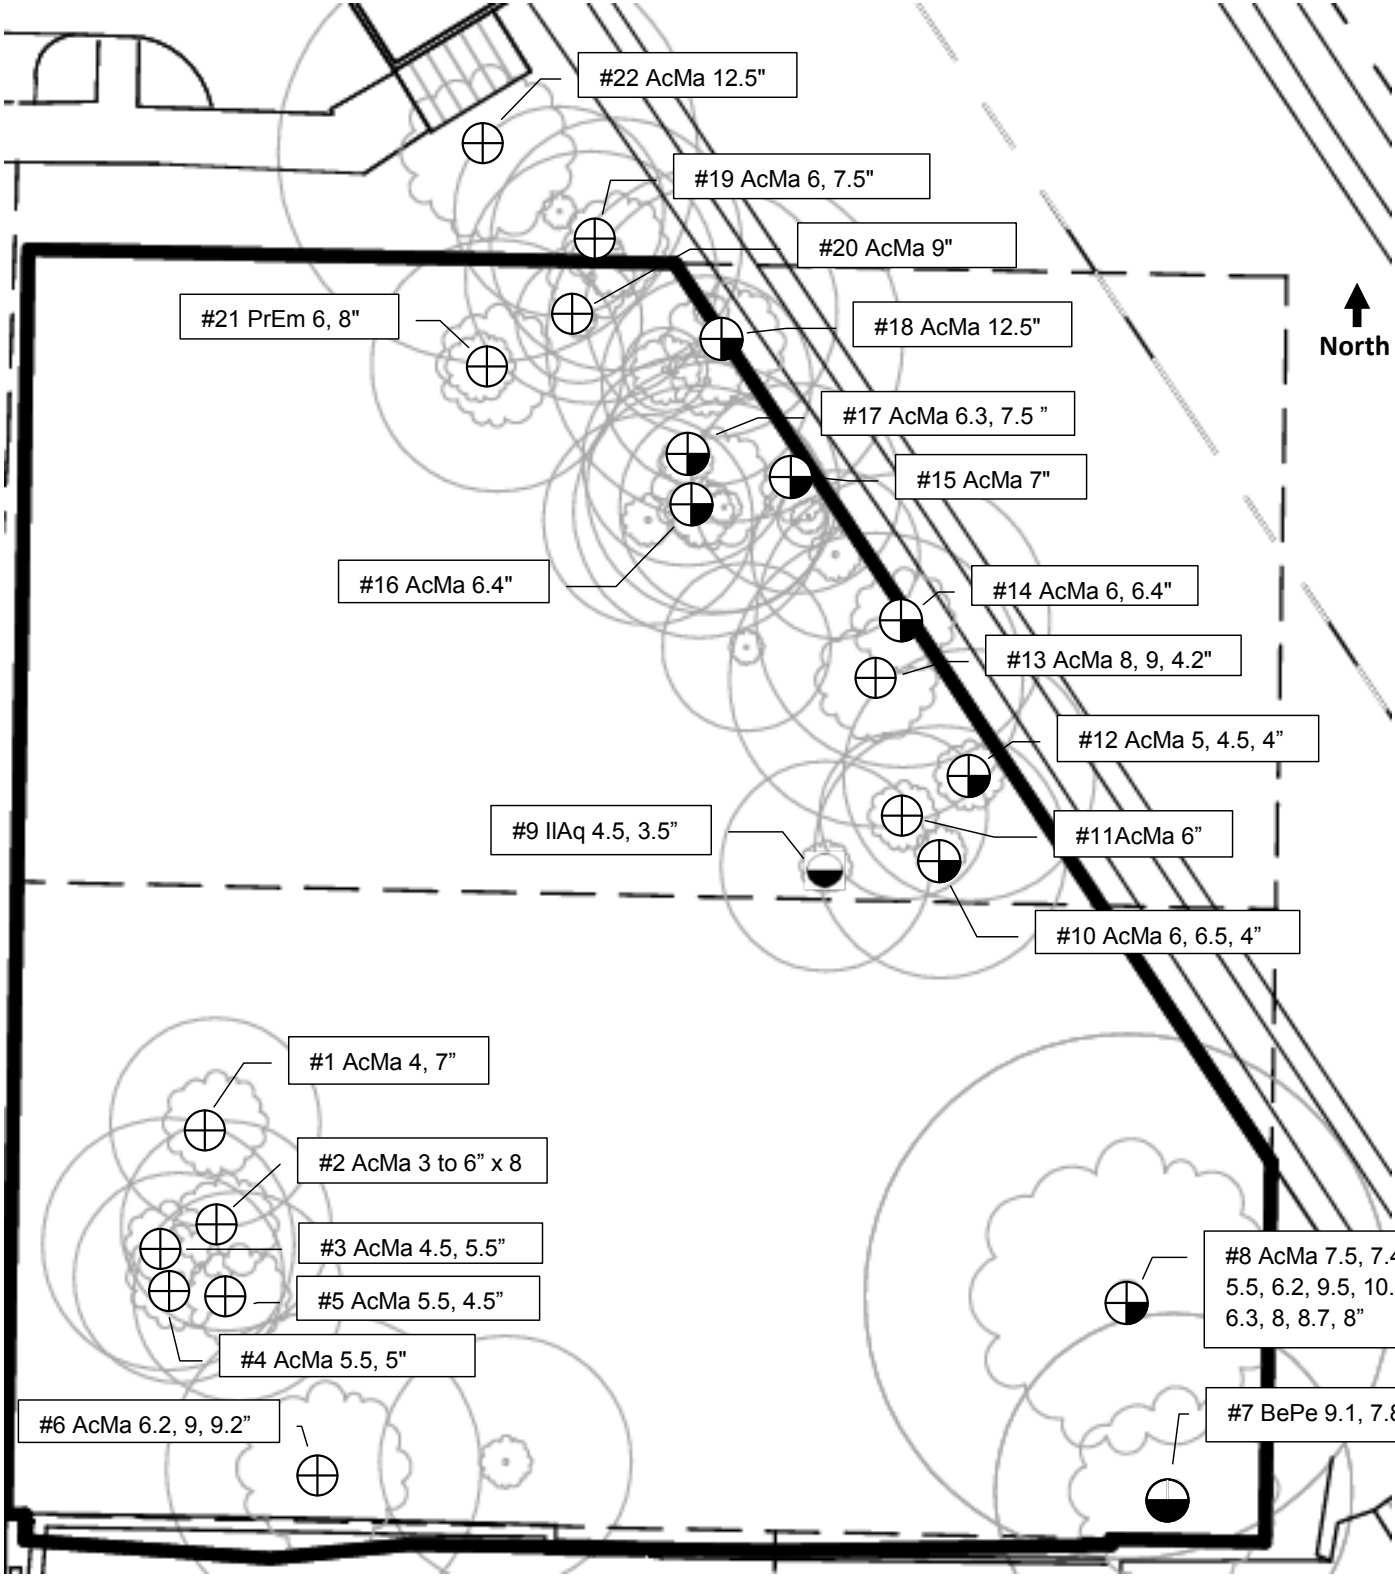 #22 AcMa 12.5"
#19 AcMa 6, 7.5"
#20 AcMa 9"
#21 PrEm 6, 8"
#18 AcMa 12.5"
North
#17 AcMa 6.3, 7.5 ”
#15 AcMa 7"
#16 AcMa 6.4"
#14 AcMa 6, 6.4"
#13 AcMa 8, 9, 4.2"
#12 AcMa 5, 4.5, 4”
#9 IlAq 4.5, 3.5”
#11AcMa 6”
#10 AcMa 6, 6.5, 4”
#1 AcMa 4, 7”
#2 AcMa 3 to 6” x 8
#3 AcMa 4.5, 5.5”
#5 AcMa 5.5, 4.5”
#4 AcMa 5.5, 5"
#8 AcMa 7.5, 7.4
5.5, 6.2, 9.5, 10.
6.3, 8, 8.7, 8”
#6 AcMa 6.2, 9, 9.2”
#7 BePe 9.1, 7.8